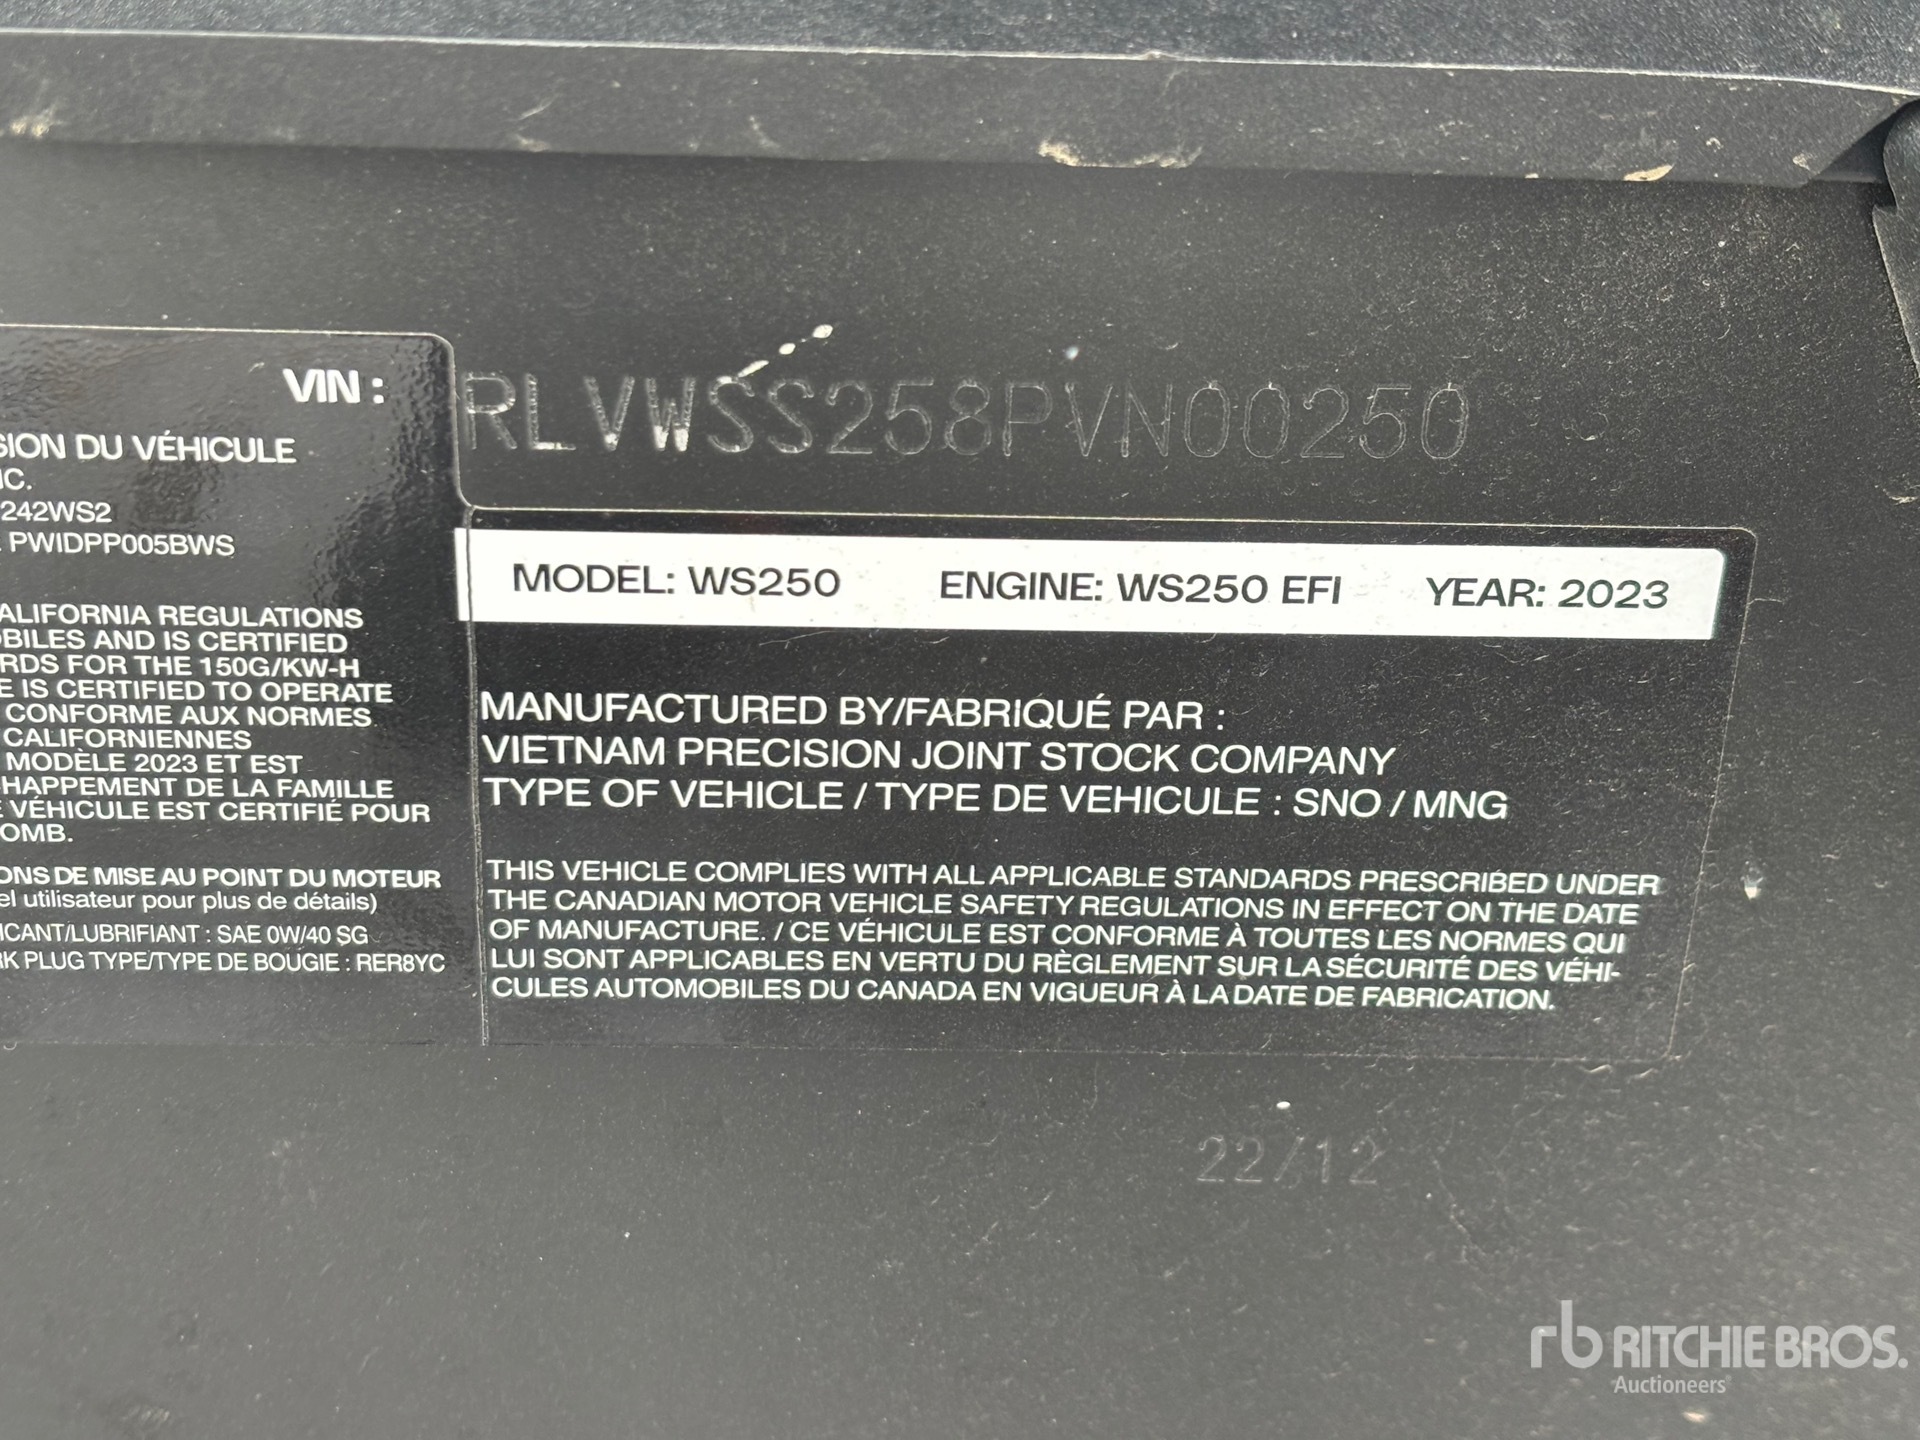 VIN : RLVWSS258PVN00250
SION DU VÉHICULE
IC.
242WS2
PWIDPP005BWS
MODEL: WS250 ENGINE: WS250 EFI YEAR: 2023
ALIFORNIA REGULATIONS
OBILES AND IS CERTIFIED
RDS FOR THE 150G/KW-H
E IS CERTIFIED TO OPERATE
CONFORME AUX NORMES
CALIFORNIENNES
MODÈLE 2023 ET EST
HAPPEMENT DE LA FAMILLE
E VÉHICULE EST CERTIFIÉ POUR
OMB.
ONS DE MISE AU POINT DU MOTEUR
el utilisateur pour plus de détails)
ICANT/LUBRIFIANT : SAE 0W/40 SG
RK PLUG TYPE/TYPE DE BOUGIE : RER8YC
MANUFACTURED BY/FABRIQUÉ PAR :
VIETNAM PRECISION JOINT STOCK COMPANY
TYPE OF VEHICLE / TYPE DE VEHICULE : SNO / MNG
THIS VEHICLE COMPLIES WITH ALL APPLICABLE STANDARDS PRESCRIBED UNDER
THE CANADIAN MOTOR VEHICLE SAFETY REGULATIONS IN EFFECT ON THE DATE
OF MANUFACTURE. / CE VÉHICULE EST CONFORME À TOUTES LES NORMES QUI
LUI SONT APPLICABLES EN VERTU DU RÈGLEMENT SUR LA SÉCURITÉ DES VÉHI-
CULES AUTOMOBILES DU CANADA EN VIGUEUR À LA DATE DE FABRICATION.
22/12
rb RITCHIE BROS.
Auctioneers